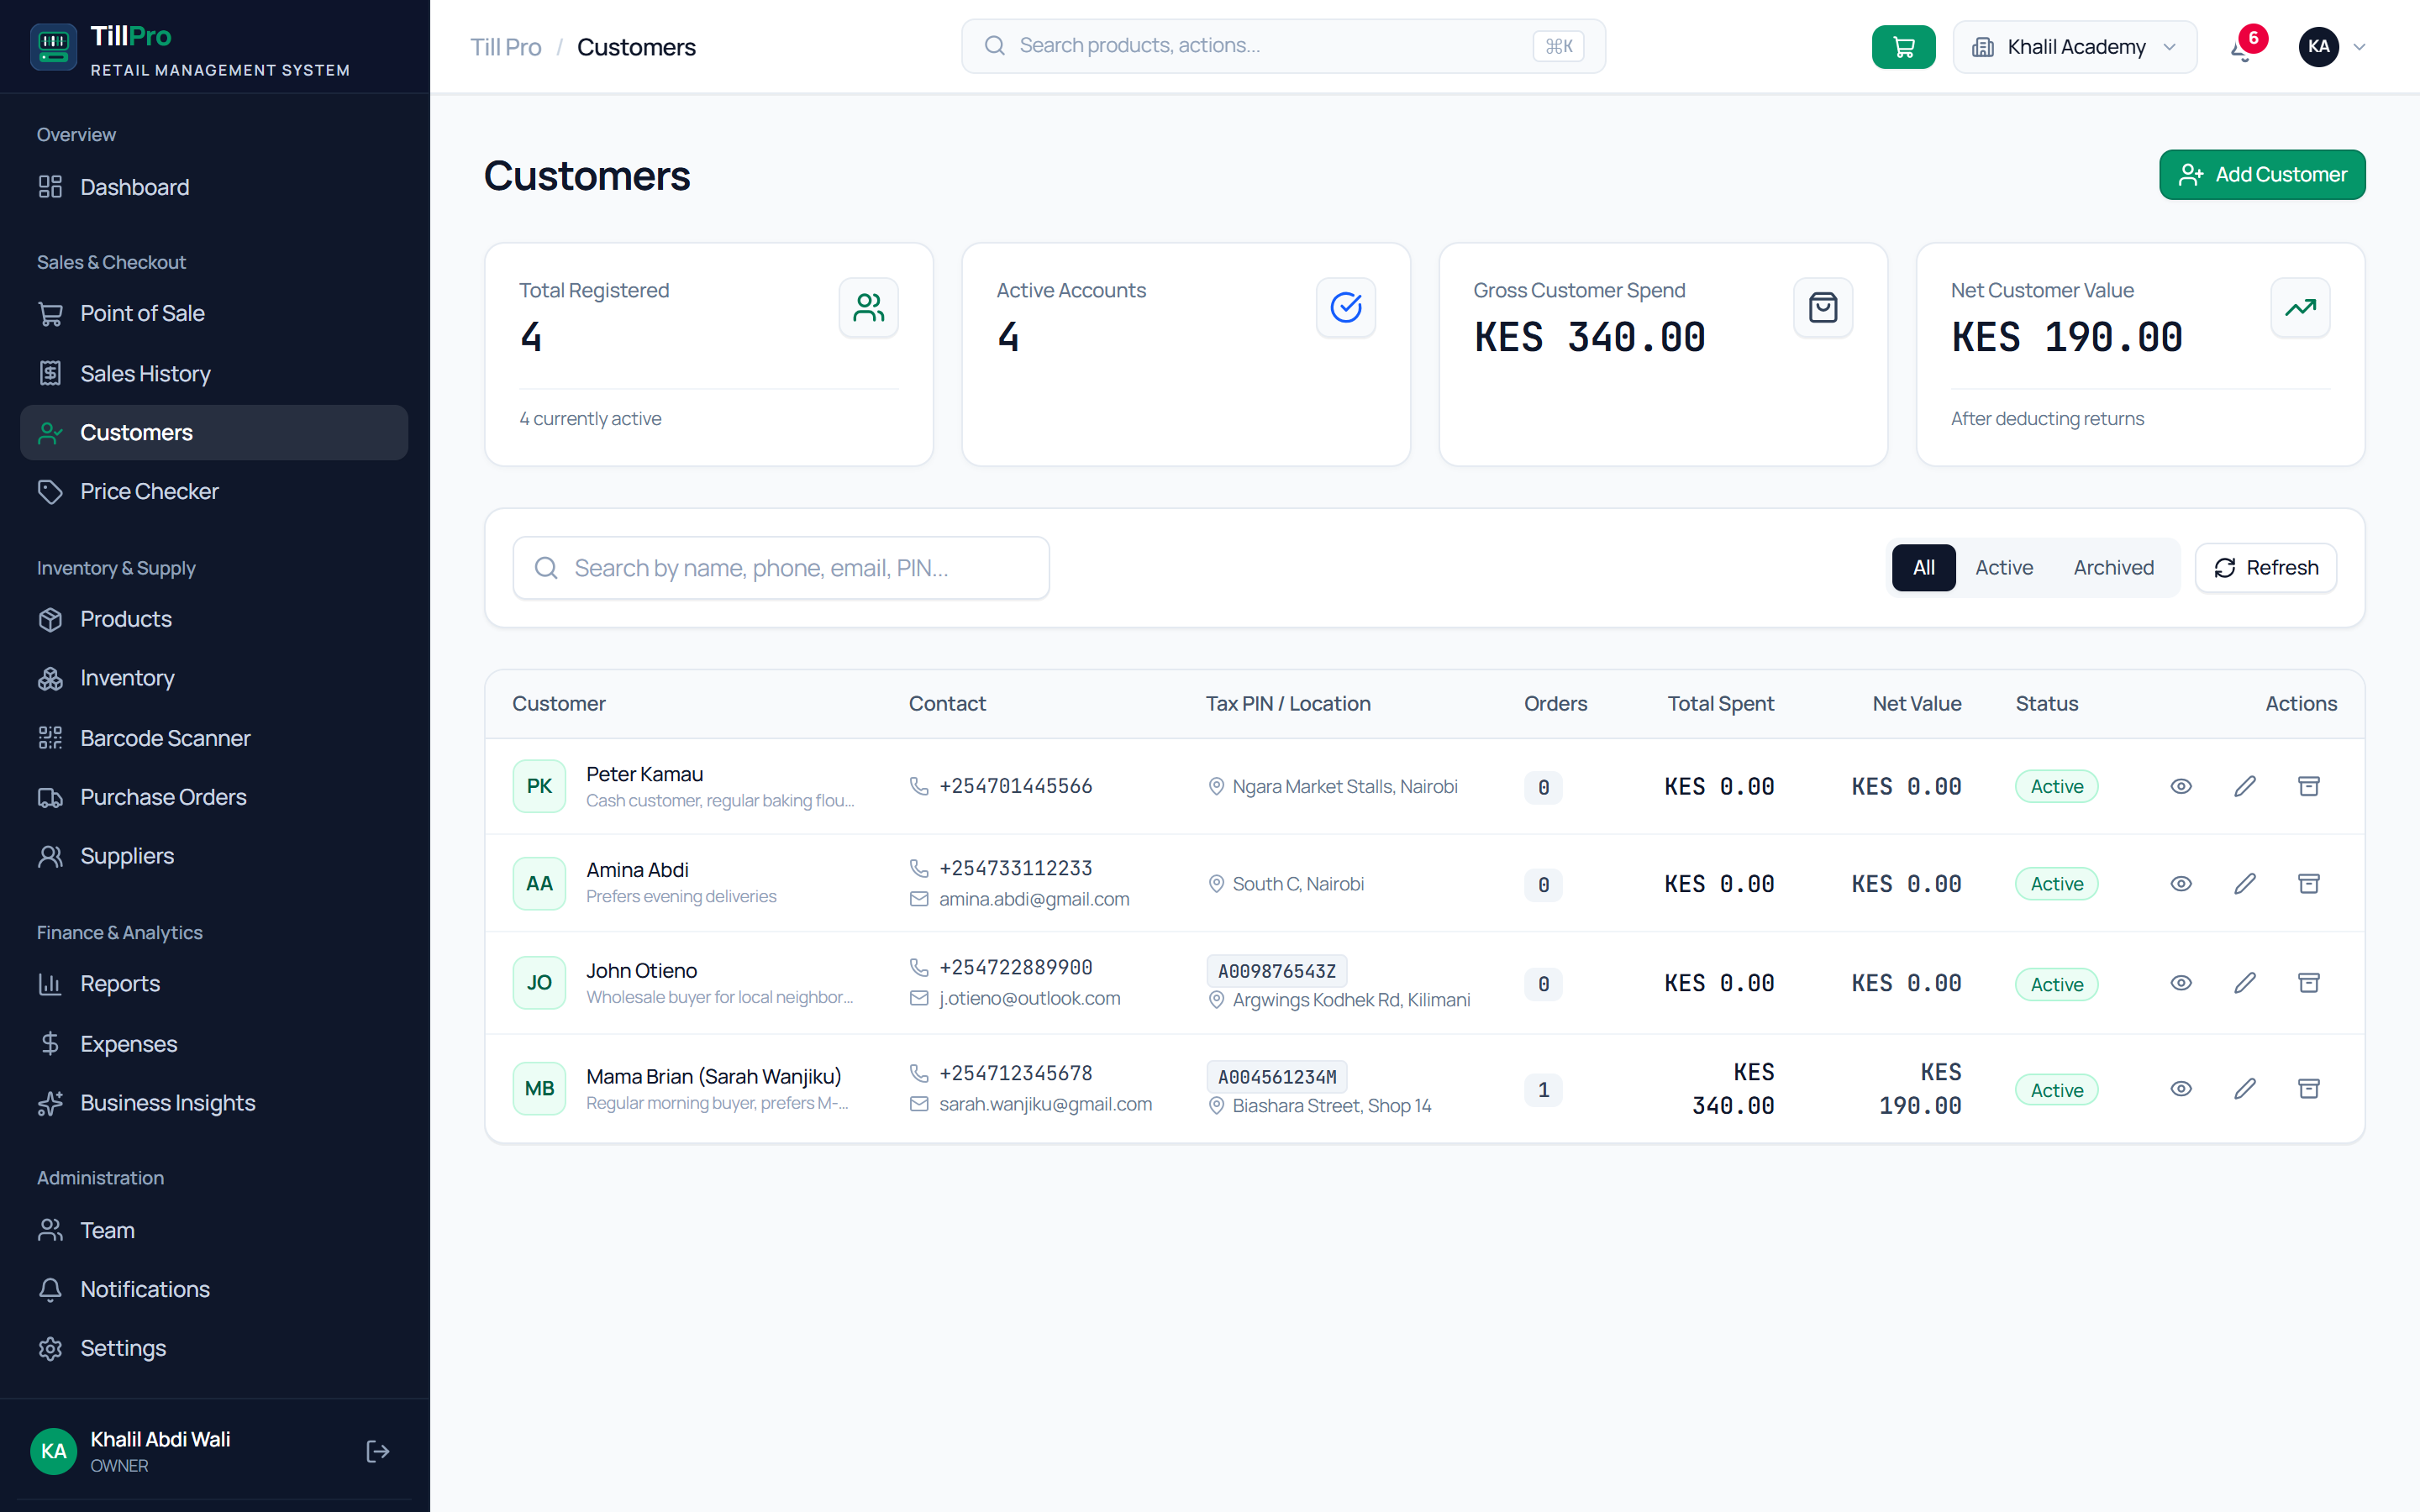 TillPro
RETAIL MANAGEMENT SYSTEM
Overview
Dashboard
Sales & Checkout
Point of Sale
Sales History
Customers
Price Checker
Inventory & Supply
Products
Inventory
Barcode Scanner
Purchase Orders
Suppliers
Finance & Analytics
Reports
Expenses
Business Insights
Administration
Team
Notifications
Settings
KA
Khalil Abdi Wali
OWNER
Till Pro / Customers
Search products, actions...
⌘K
Khalil Academy
6
KA
Customers
Add Customer
Total Registered
4
4 currently active
Active Accounts
4
Gross Customer Spend
KES 340.00
Net Customer Value
KES 190.00
After deducting returns
Search by name, phone, email, PIN...
All Active Archived
Refresh
Customer Contact Tax PIN / Location Orders Total Spent Net Value Status Actions
PK
Peter Kamau
Cash customer, regular baking flou...
+254701445566
Ngara Market Stalls, Nairobi
0
KES 0.00
KES 0.00
Active
AA
Amina Abdi
Prefers evening deliveries
+254733112233
amina.abdi@gmail.com
South C, Nairobi
0
KES 0.00
KES 0.00
Active
JO
John Otieno
Wholesale buyer for local neighbor...
+254722889900
j.otieno@outlook.com
A009876543Z
Argwings Kodhek Rd, Kilimani
0
KES 0.00
KES 0.00
Active
MB
Mama Brian (Sarah Wanjiku)
Regular morning buyer, prefers M-...
+254712345678
sarah.wanjiku@gmail.com
A004561234M
Biashara Street, Shop 14
1
KES
340.00
KES
190.00
Active